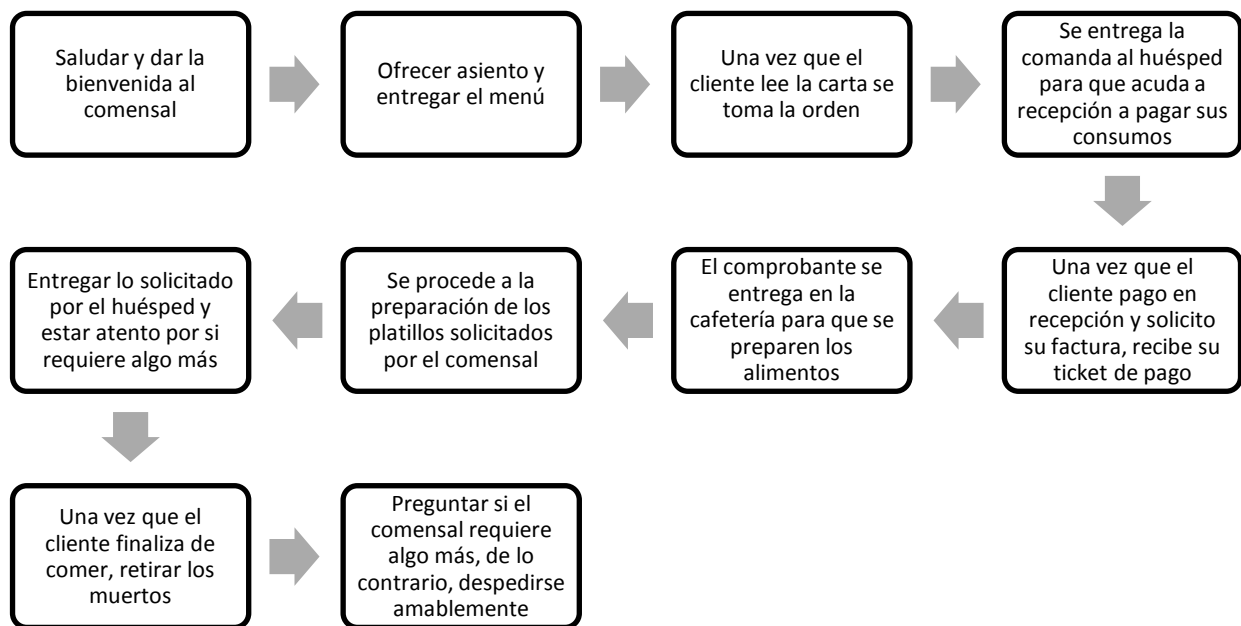 Saludar y dar la
bienvenida al
comensal
Ofrecer asiento y
entregar el menú
Una vez que el
cliente lee la carta se
toma la orden
Se entrega la
comanda al huésped
para que acuda a
recepción a pagar sus
consumos
Una vez que el
cliente pago en
recepción y solicito
su factura, recibe su
ticket de pago
El comprobante se
entrega en la
cafetería para que se
preparen los
alimentos
Se procede a la
preparación de los
platillos solicitados
por el comensal
Entregar lo solicitado
por el huésped y
estar atento por si
requiere algo más
Una vez que el
cliente finaliza de
comer, retirar los
muertos
Preguntar si el
comensal requiere
algo más, de lo
contrario, despedirse
amablemente